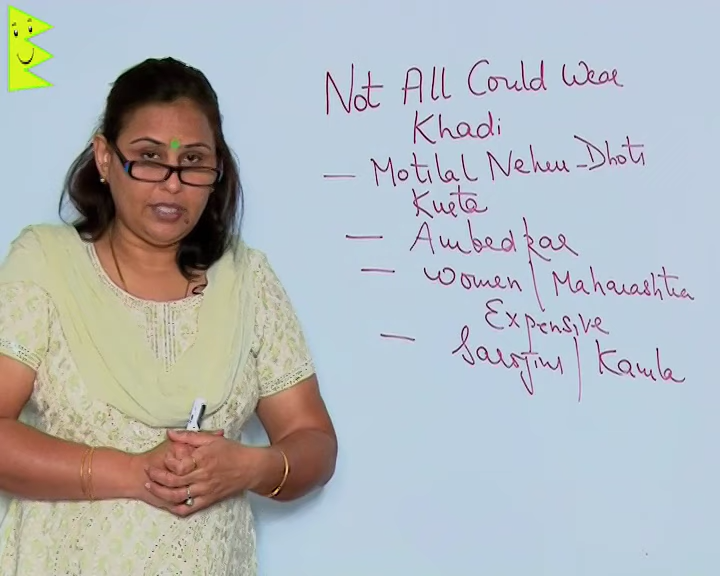 Not All Could Wear
Khadi
— Motilal Nehru - Dhoti
Kurta
— Ambedkar
— Women | Maharashtra
Expensive
— Sarojini | Kamla